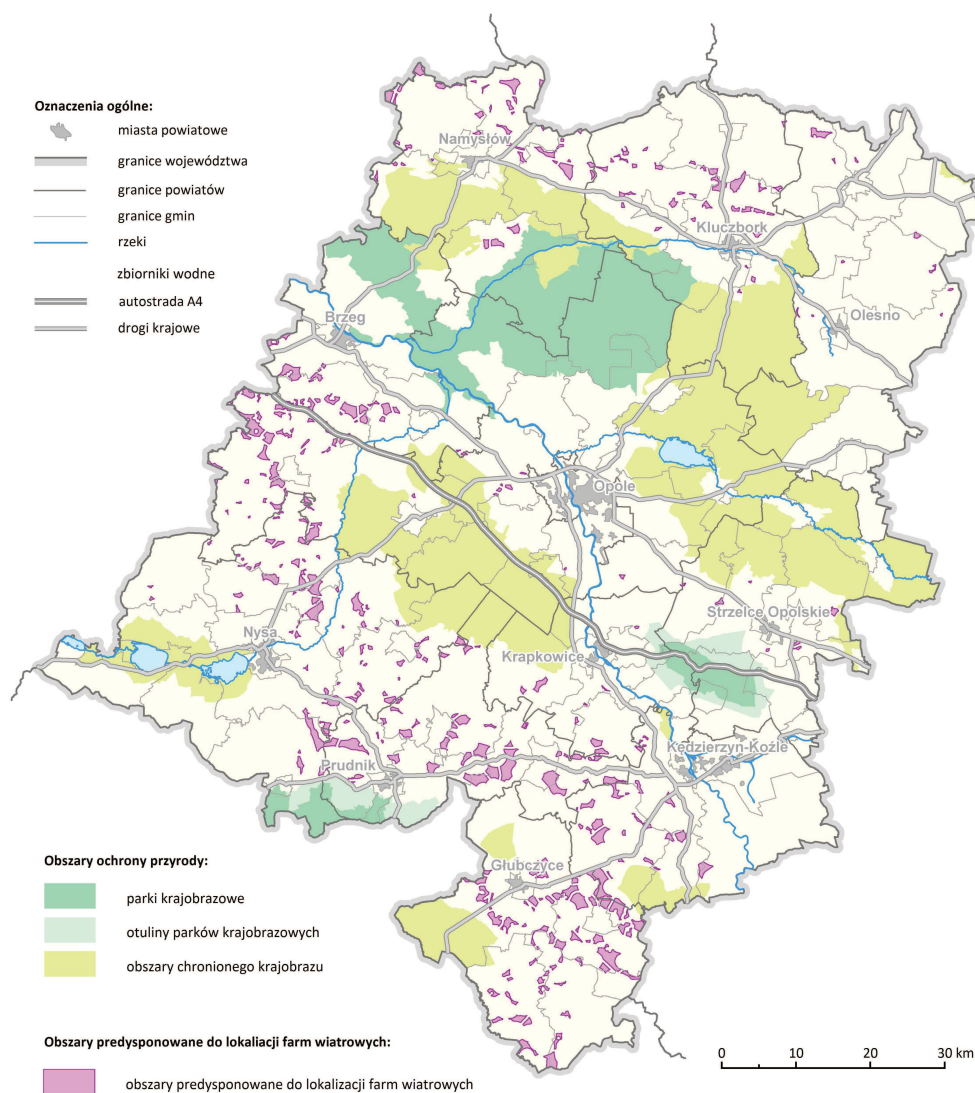 Oznaczenia ogólne:
miasta powiatowe
granice województwa
granice powiatów
granice gmin
rzeki
zbiorniki wodne
autostrada A4
drogi krajowe
Namysłów
Kluczbork
Olesno
Brzeg
Opole
Strzelce Opolskie
Nysa
Krapkowice
Kędzierzyn-Koźle
Prudnik
Głubczyce
Obszary ochrony przyrody:
parki krajobrazowe
otuliny parków krajobrazowych
obszary chronionego krajobrazu
Obszary predysponowane do lokaliacji farm wiatrowych:
obszary predysponowane do lokalizacji farm wiatrowych
0 10 20 30 km